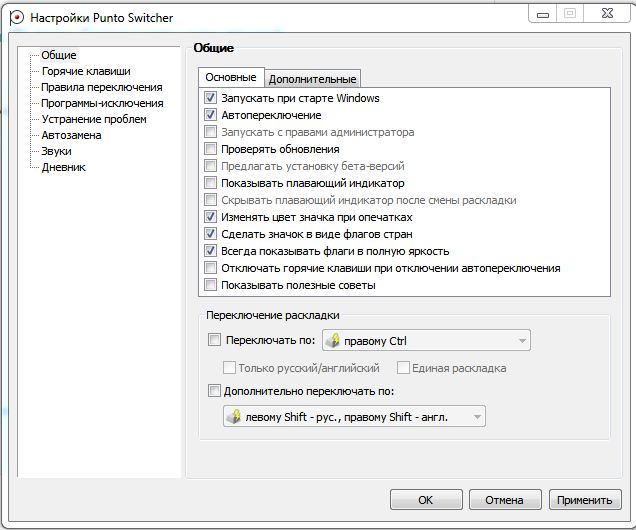 Настройки Punto Switcher
Общие
Горячие клавиши
Правила переключения
Программы-исключения
Устранение проблем
Автозамена
Звуки
Дневник
Общие
Основные Дополнительные
Запускать при старте Windows
Автопереключение
Запускать с правами администратора
Проверять обновления
Предлагать установку бета-версий
Показывать плавающий индикатор
Скрывать плавающий индикатор после смены раскладки
Изменять цвет значка при опечатках
Сделать значок в виде флагов стран
Всегда показывать флаги в полную яркость
Отключать горячие клавиши при отключении автопереключения
Показывать полезные советы
Переключение раскладки
Переключать по: правому Ctrl
Только русский/английский Единая раскладка
Дополнительно переключать по:
левому Shift - рус., правому Shift - англ.
OK Отмена Применить